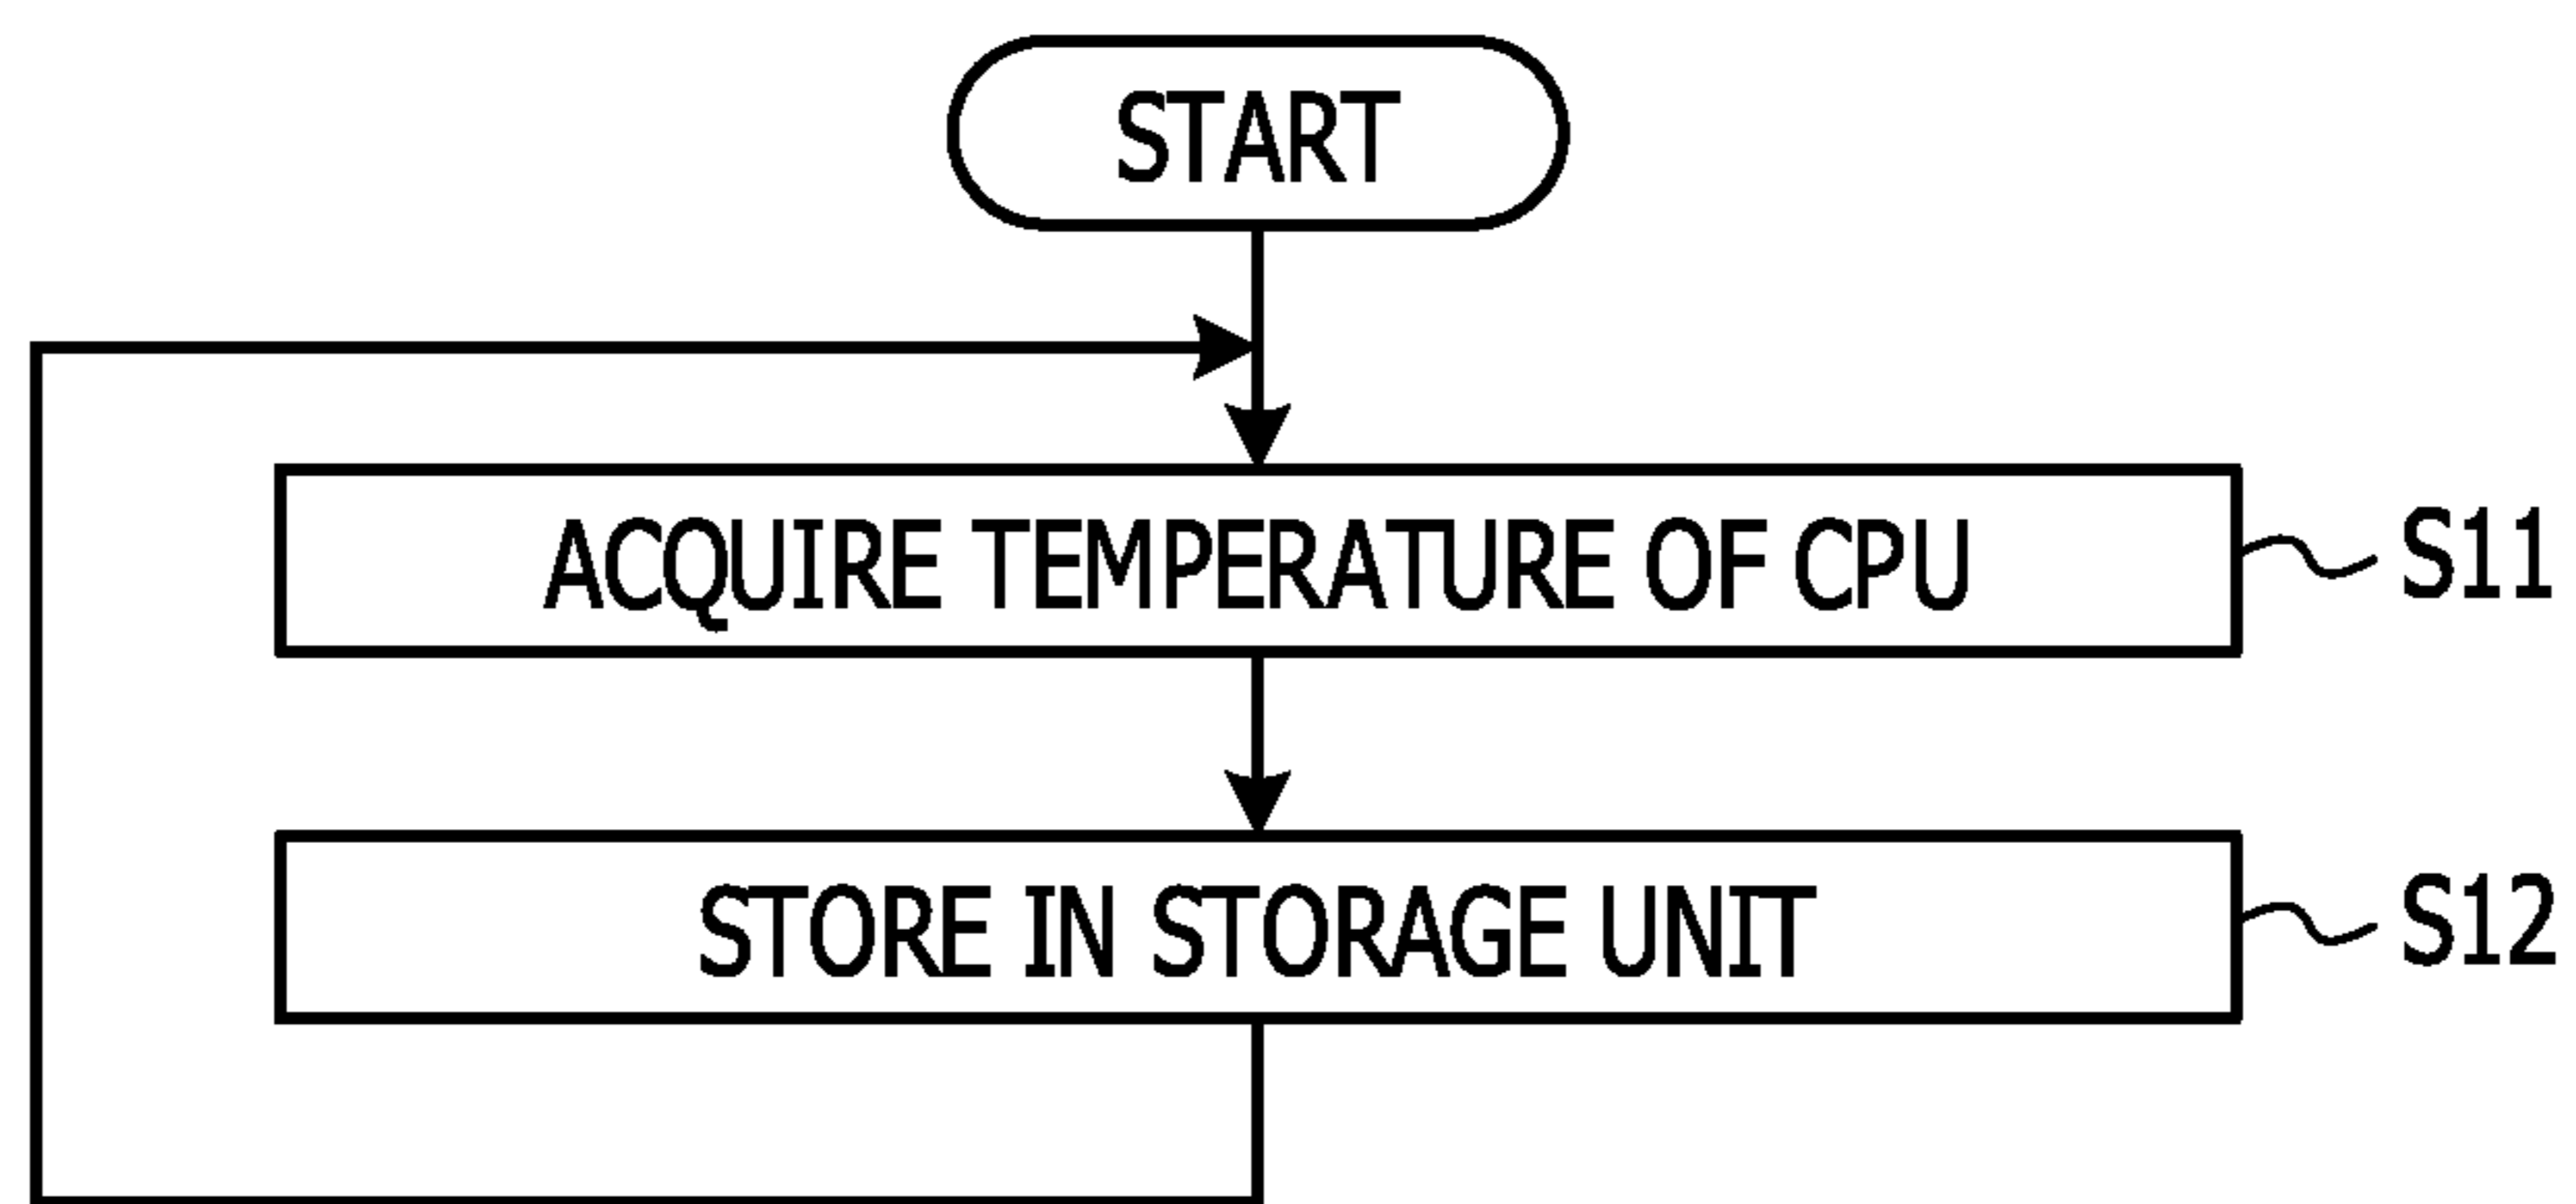 START
ACQUIRE TEMPERATURE OF CPU
S11
STORE IN STORAGE UNIT
S12